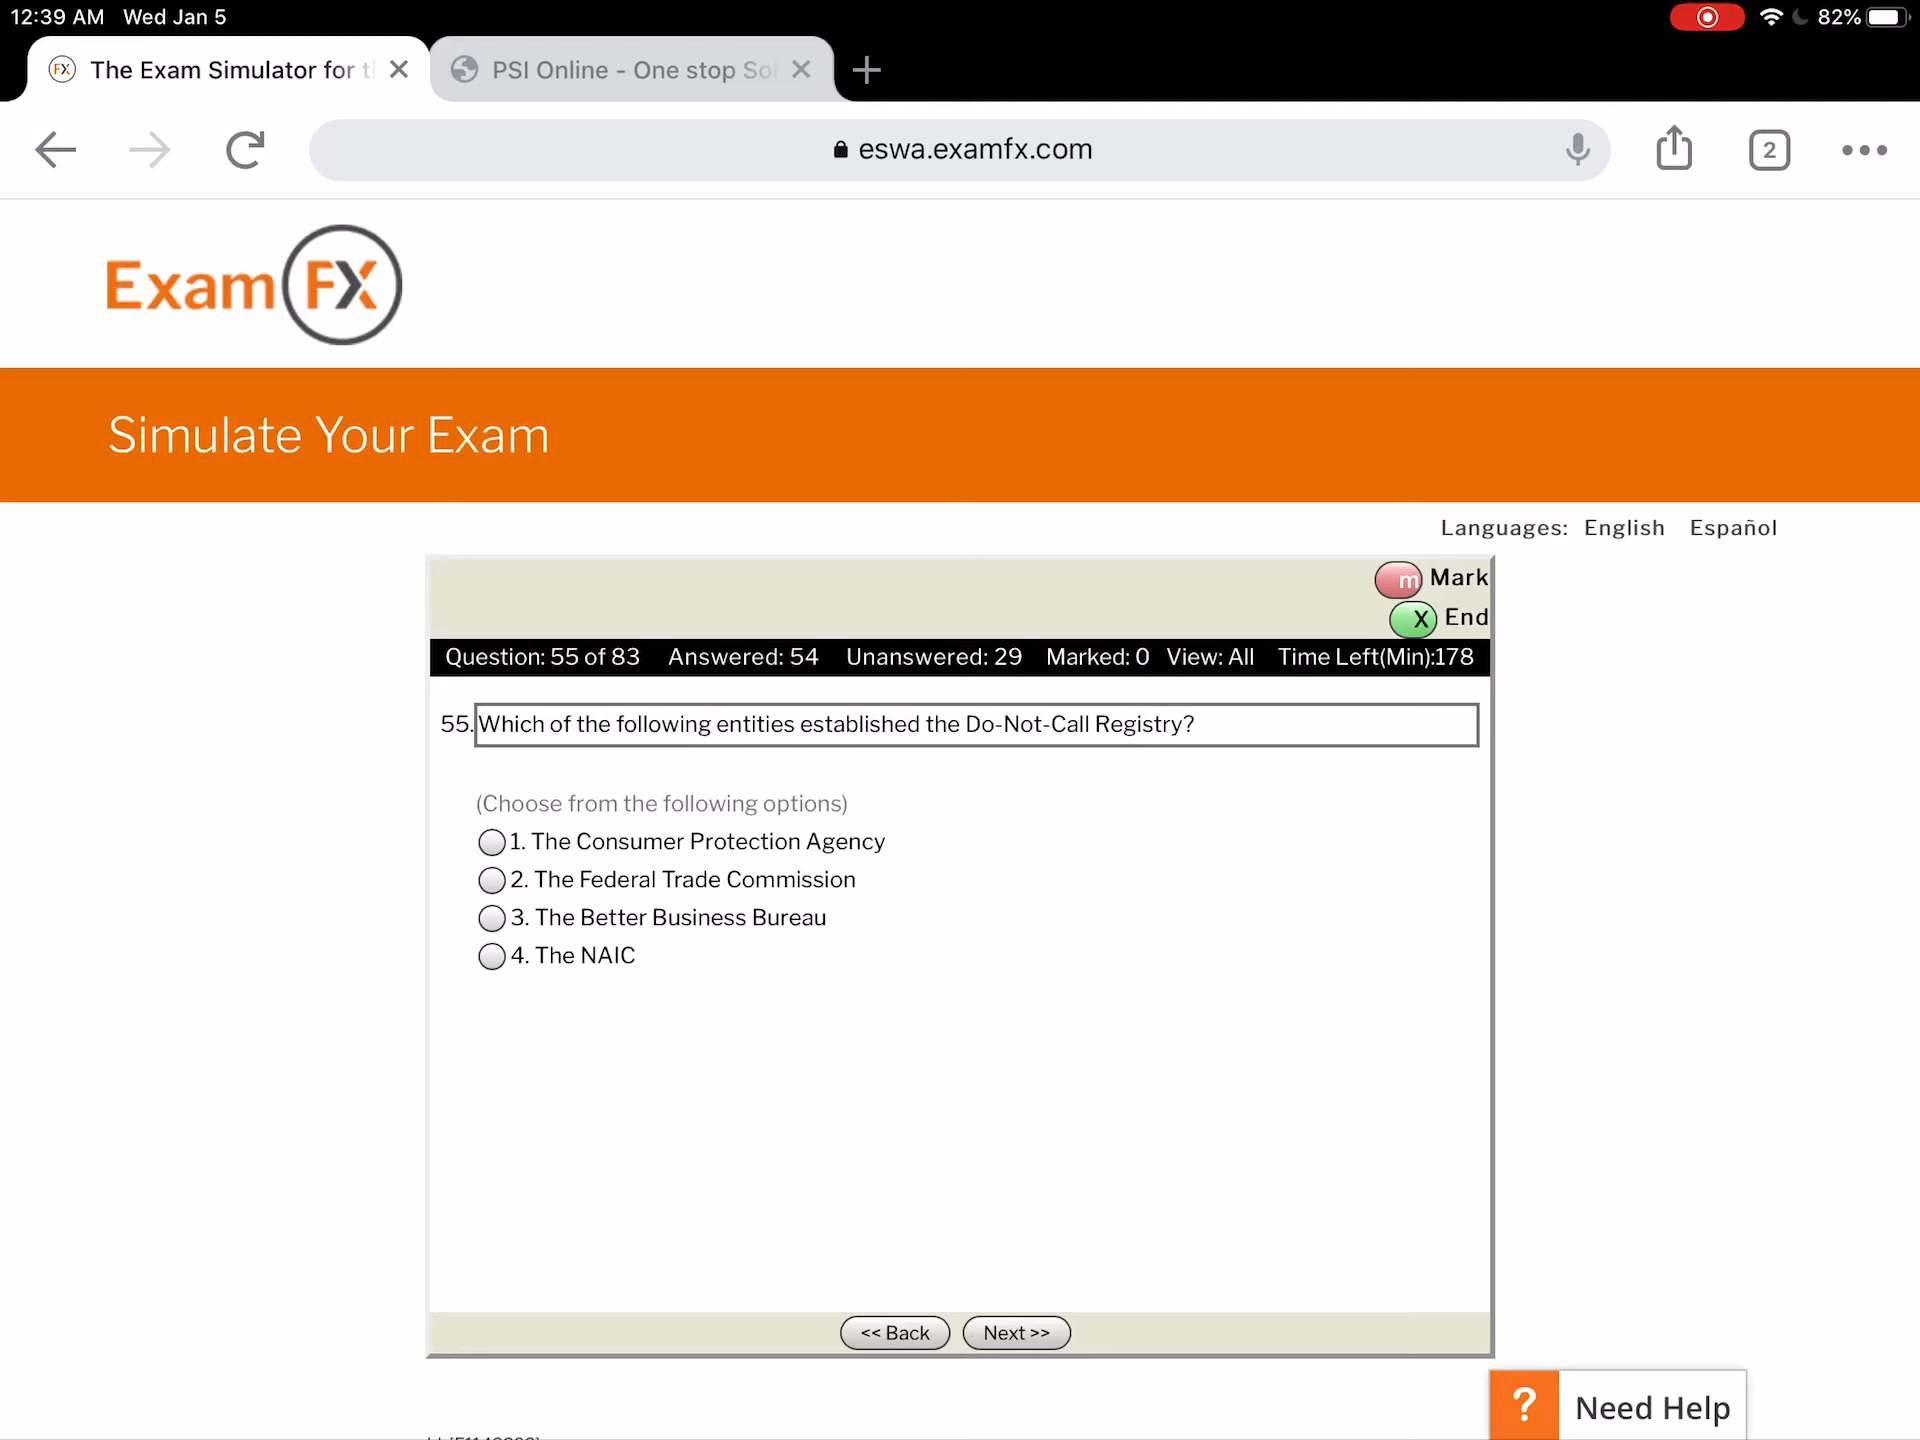 12:39 AM Wed Jan 5
82%
The Exam Simulator for t
PSI Online - One stop Sol
eswa.examfx.com
2
Exam FX
Simulate Your Exam
Languages: English Español
m Mark
X End
Question: 55 of 83 Answered: 54 Unanswered: 29 Marked: 0 View: All Time Left(Min):178
55. Which of the following entities established the Do-Not-Call Registry?
(Choose from the following options)
1. The Consumer Protection Agency
2. The Federal Trade Commission
3. The Better Business Bureau
4. The NAIC
<< Back Next >>
? Need Help